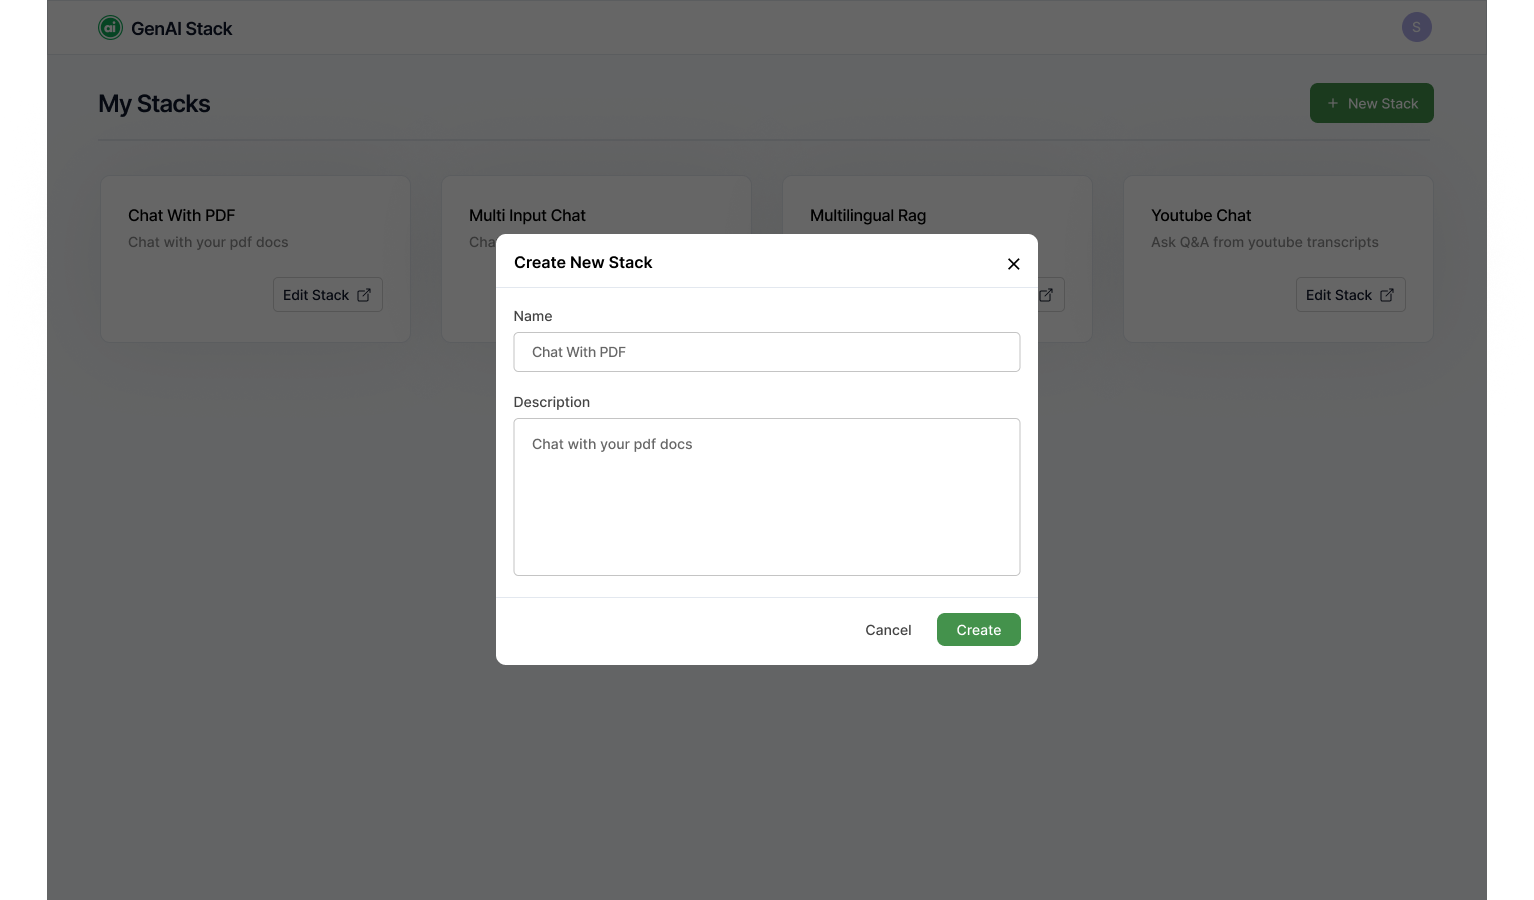 ai GenAI Stack
S
My Stacks
+ New Stack
Chat With PDF
Chat with your pdf docs
Edit Stack
Multi Input Chat
Cha
Multilingual Rag
Youtube Chat
Ask Q&A from youtube transcripts
Edit Stack
Create New Stack
Name
Chat With PDF
Description
Chat with your pdf docs
Cancel
Create